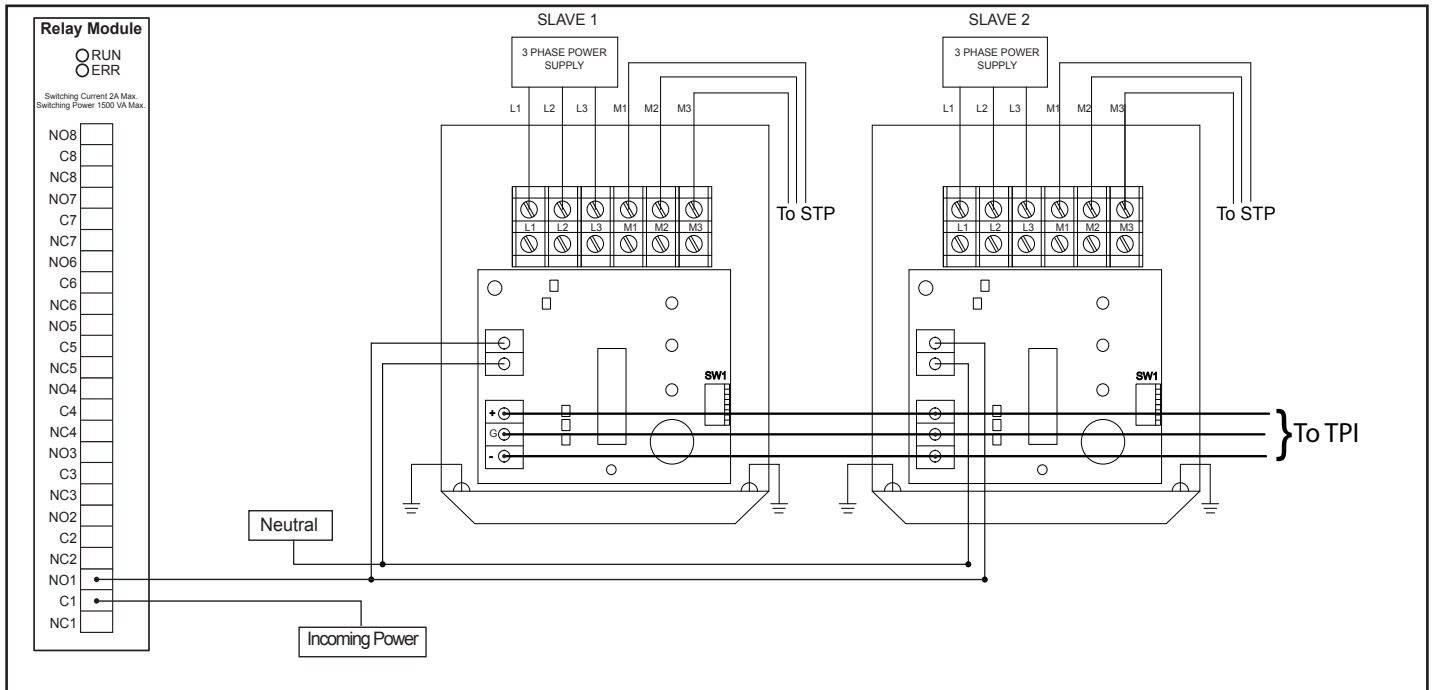 Relay Module
RUN
ERR
Switching Current 2A Max.
Switching Power 1500 VA Max.
NO8
C8
NC8
NO7
C7
NC7
NO6
C6
NC6
NO5
C5
NC5
NO4
C4
NC4
NO3
C3
NC3
NO2
C2
NC2
NO1
C1
NC1
Neutral
Incoming Power
SLAVE 1
3 PHASE POWER
SUPPLY
L1 L2 L3 M1 M2 M3
To STP
L1 L2 L3 M1 M2 M3
SW1
+
G
-
SLAVE 2
3 PHASE POWER
SUPPLY
L1 L2 L3 M1 M2 M3
To STP
L1 L2 L3 M1 M2 M3
SW1
To TPI